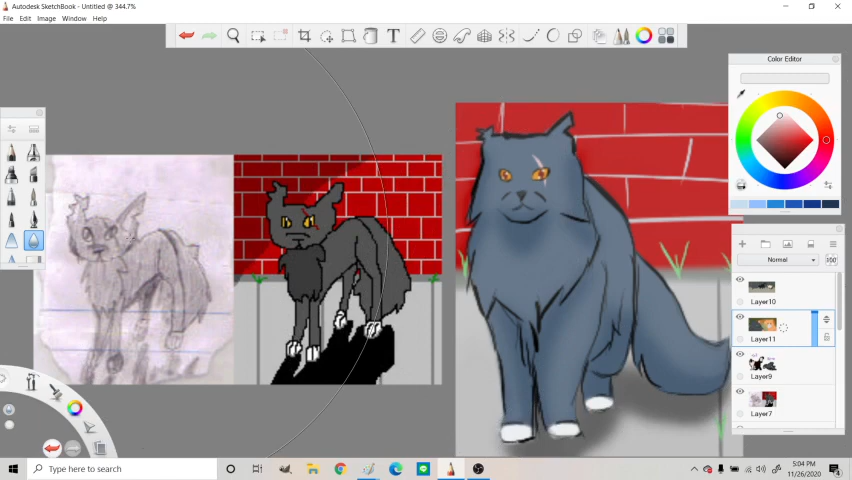 Autodesk SketchBook - Untitled @ 344.7%
File Edit Image Window Help
T
Color Editor
Normal
100
Layer10
Layer11
Layer9
Layer7
Type here to search
5:04 PM
11/26/2020
4